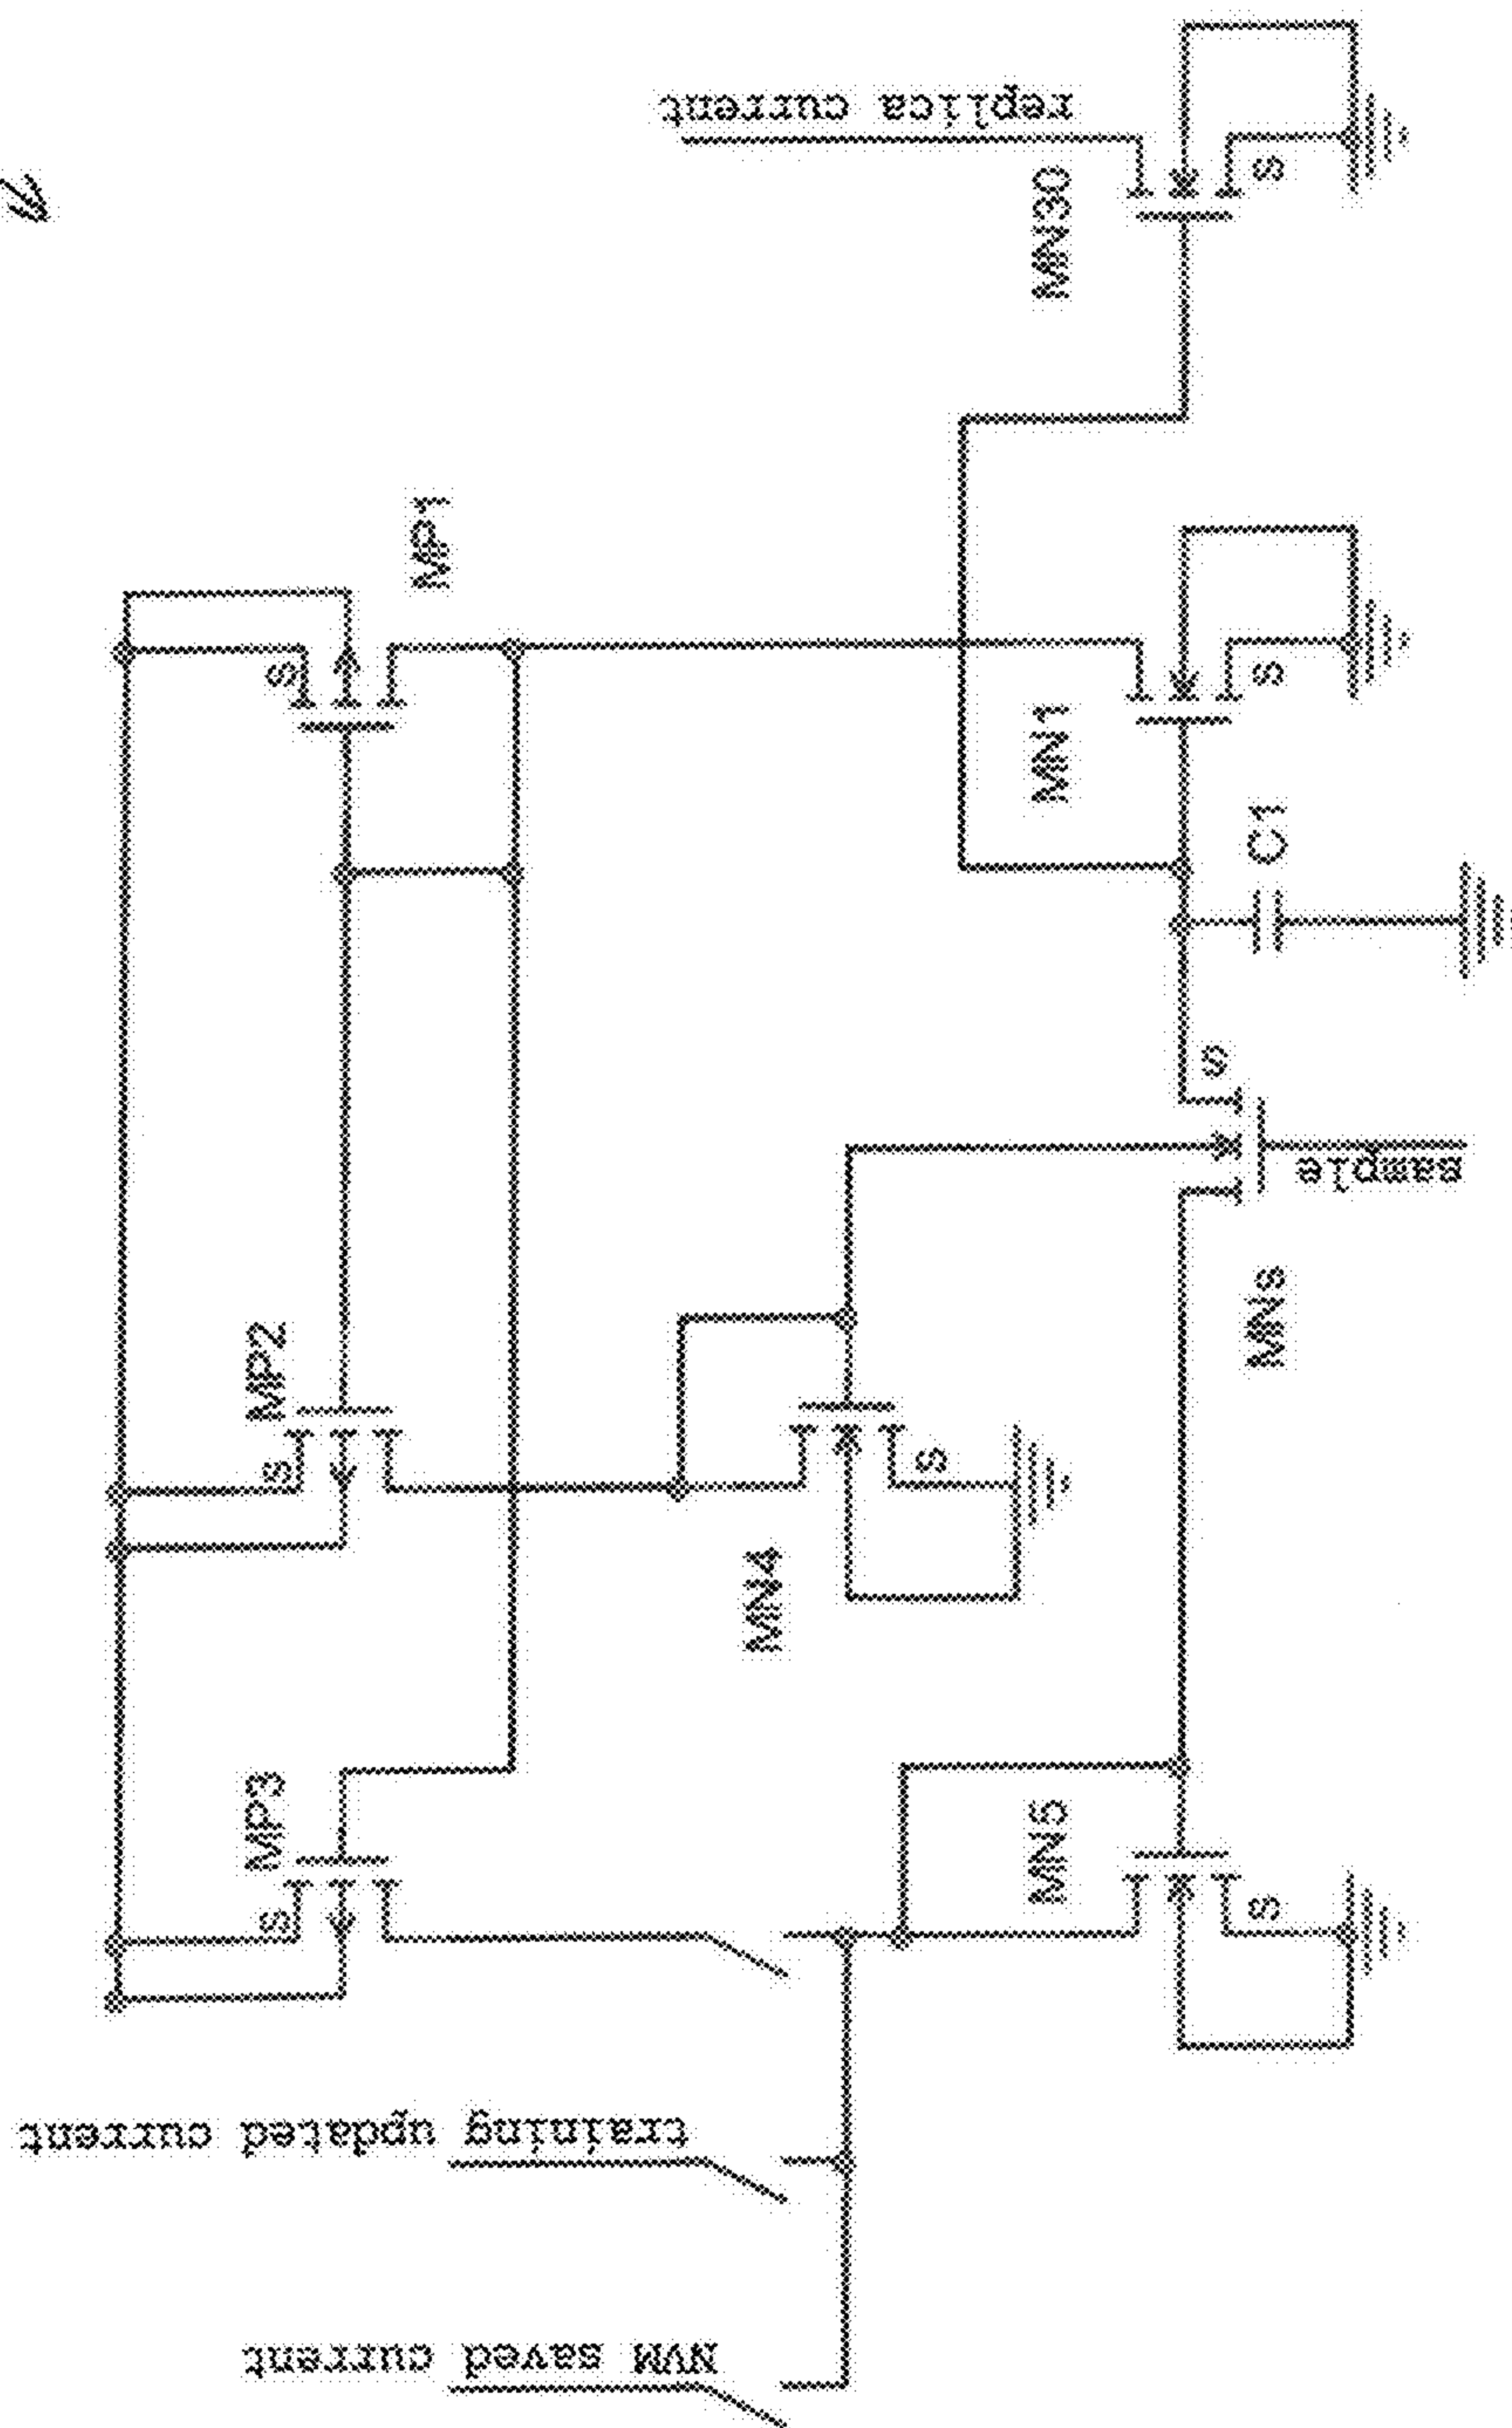 replica current
MN30
S
MP1
S
MN1
S
C1
S
sample
MNs
MP2
S
MN4
S
MP3
S
MN5
S
training updated current
NVM saved current